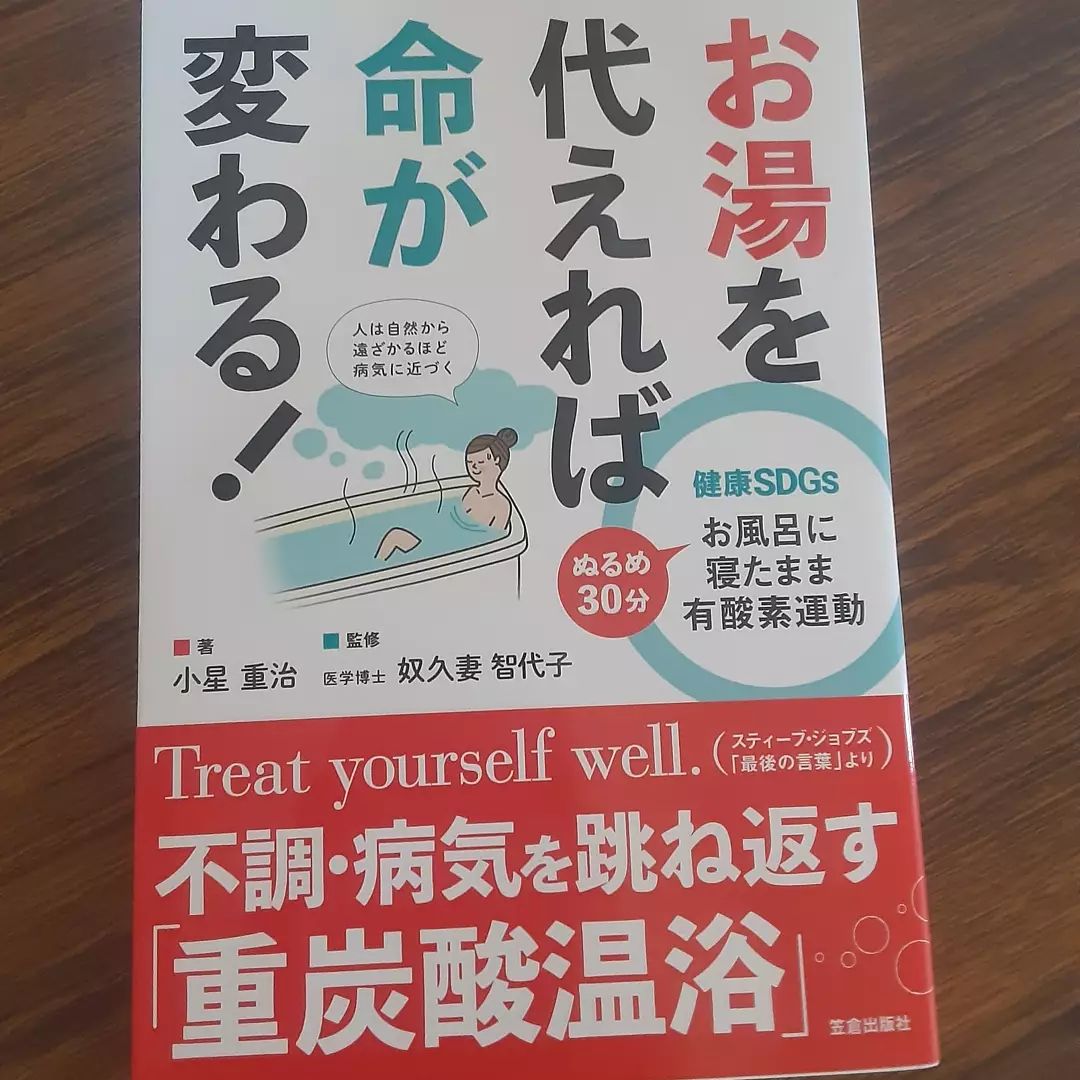 お湯を
代えれば
命が
変わる!
人は自然から
遠ざかるほど
病気に近づく
健康SDGs
お風呂に
寝たまま
有酸素運動
ぬるめ
30分
著
小星 重治
監修
医学博士 奴久妻 智代子
Treat yourself well.
(スティーブ・ジョブズ
「最後の言葉」より)
不調・病気を跳ね返す
「重炭酸温浴」
笠倉出版社